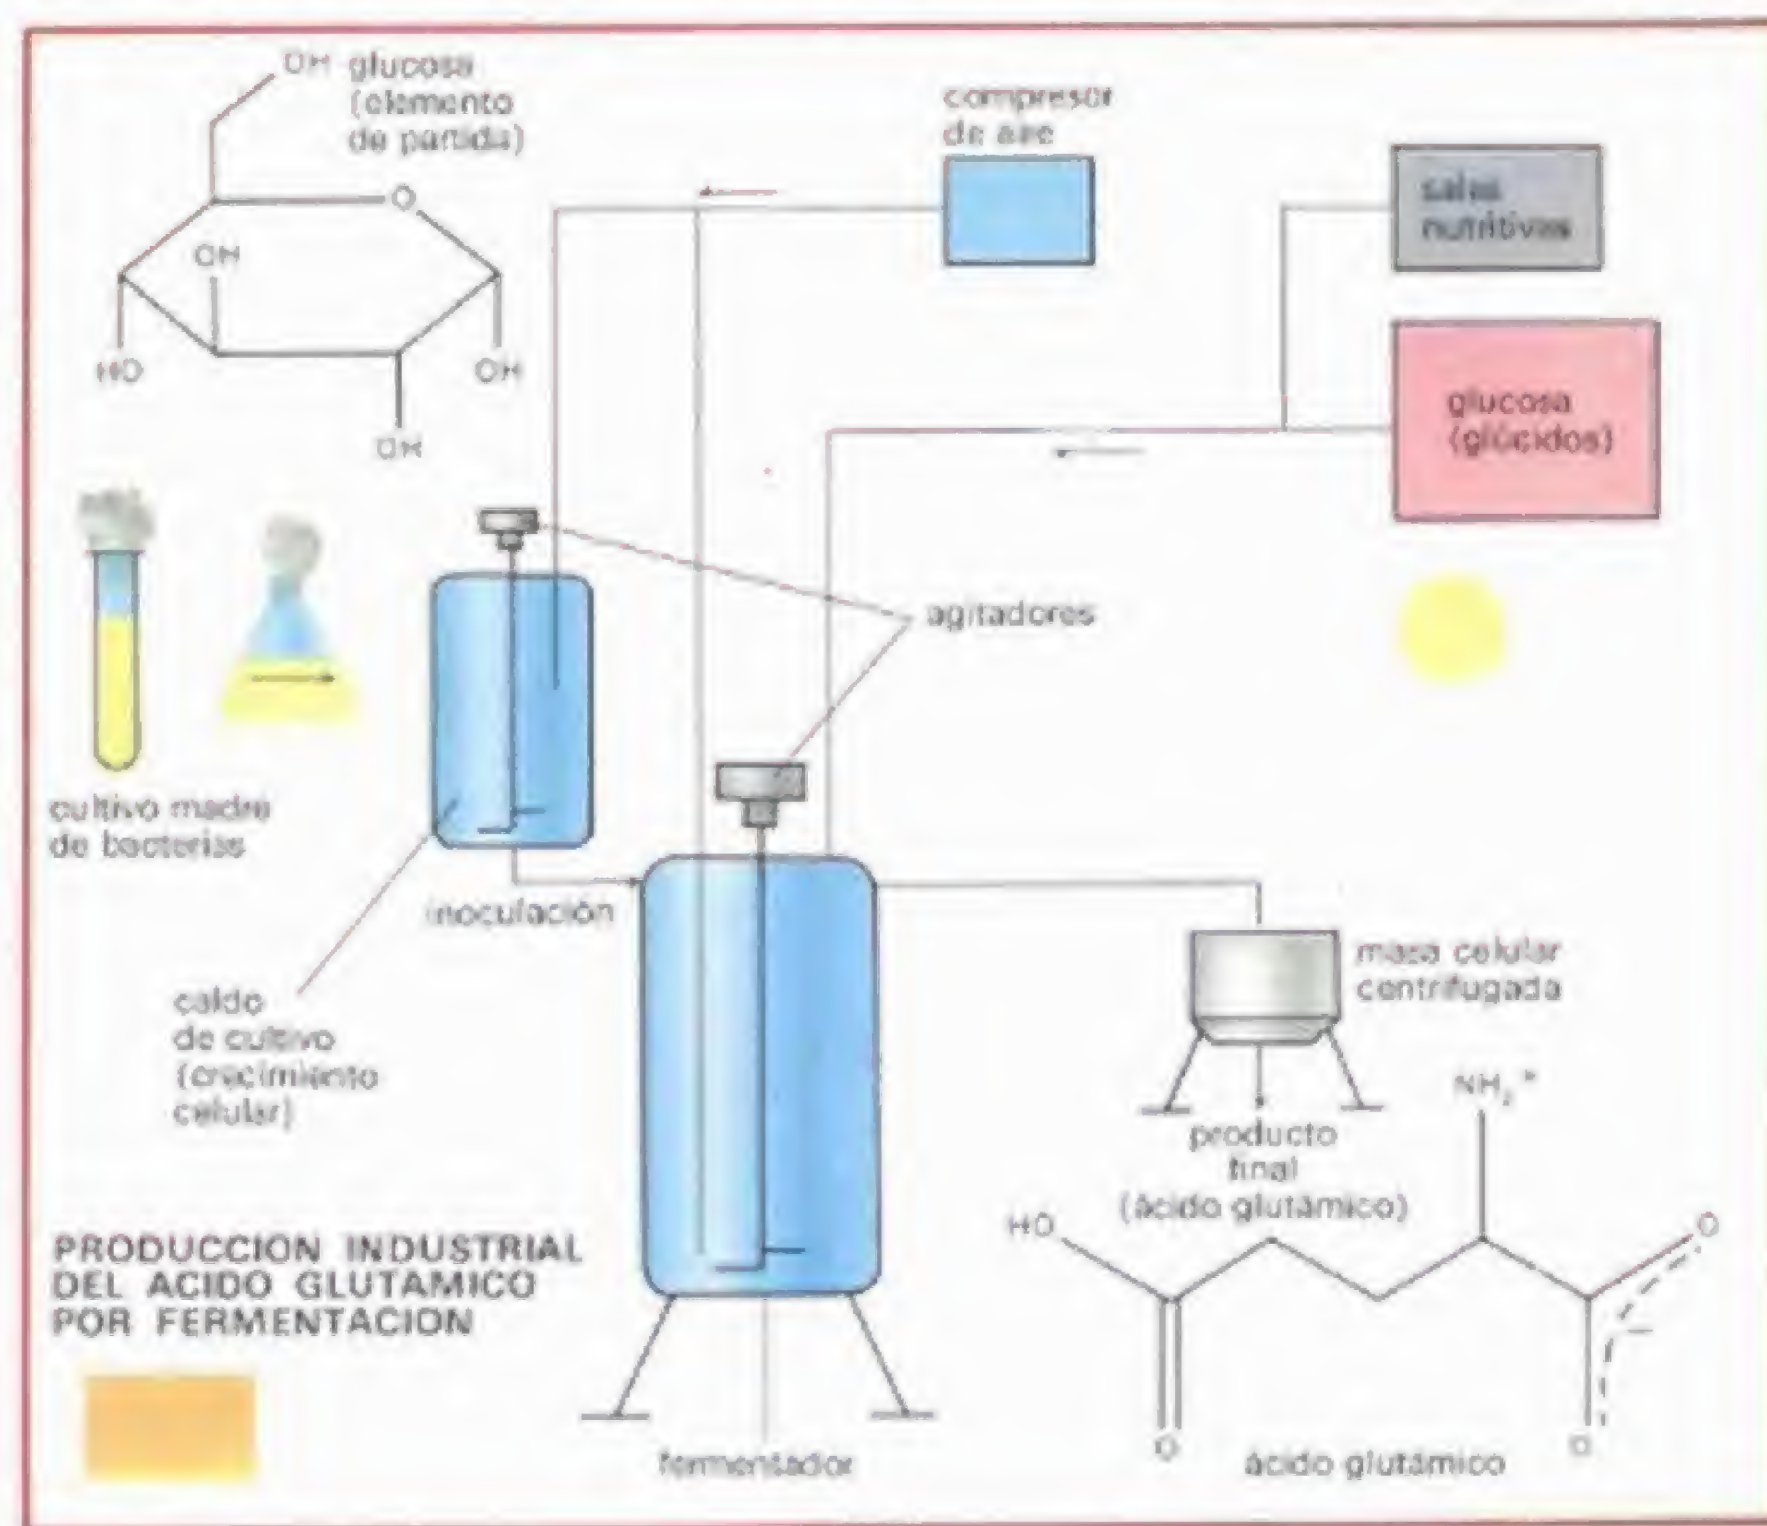 OH
glucosa
(elemento
de partida)
O
OH
HO
OH
OH
compresor
de aire
sales
nutritivas
glucosa
(glúcidos)
agitadores
cultivo madre
de bacterias
inoculación
caldo
de cultivo
(crecimiento
celular)
masa celular
centrifugada
producto
final
(ácido glutámico)
NH₃⁺
HO
O
O
O
ácido glutámico
fermentador
PRODUCCION INDUSTRIAL
DEL ACIDO GLUTAMICO
POR FERMENTACION